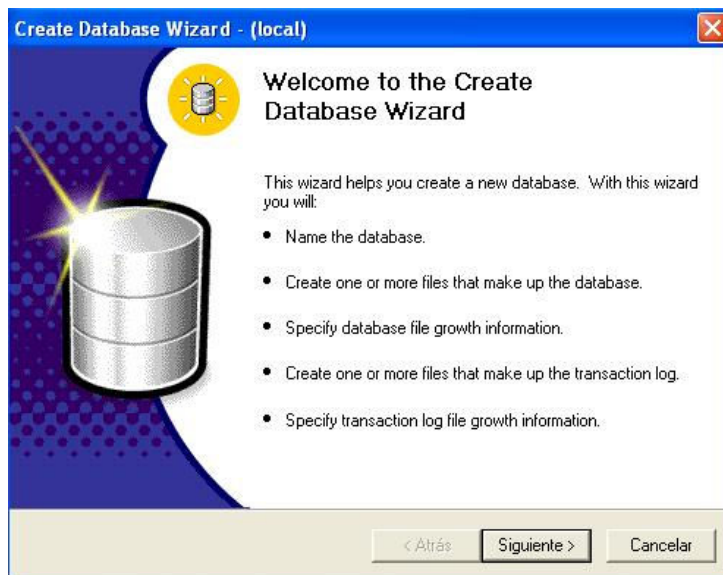 Create Database Wizard - (local)
Welcome to the Create
Database Wizard
This wizard helps you create a new database. With this wizard
you will:
• Name the database.
• Create one or more files that make up the database.
• Specify database file growth information.
• Create one or more files that make up the transaction log.
• Specify transaction log file growth information.
< Atrás Siguiente > Cancelar